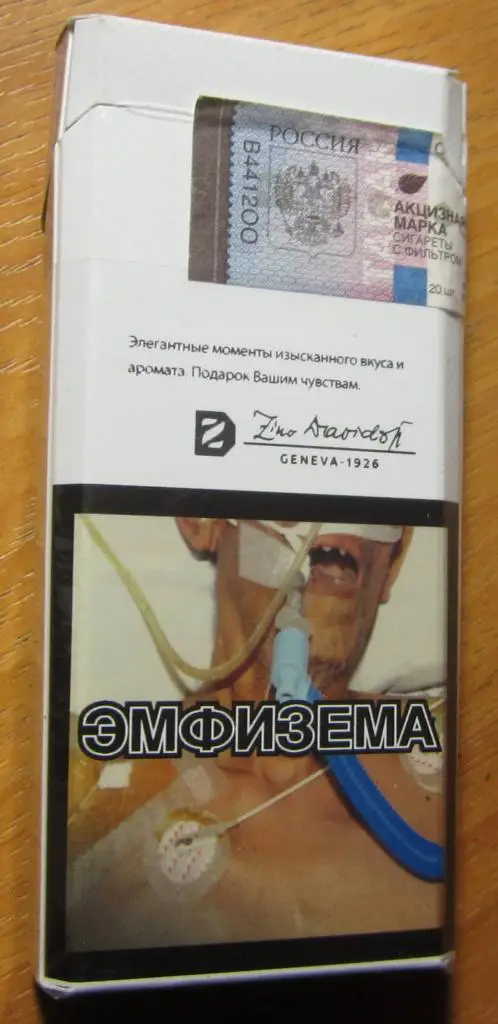 РОССИЯ
В441200
АКЦИЗНАЯ
МАРКА
СИГАРЕТЫ
С ФИЛЬТРОМ
20 шт
Элегантные моменты изысканного вкуса и
аромата. Подарок Вашим чувствам.
Zino Davidoff
GENEVA-1926
ЭМФИЗЕМА